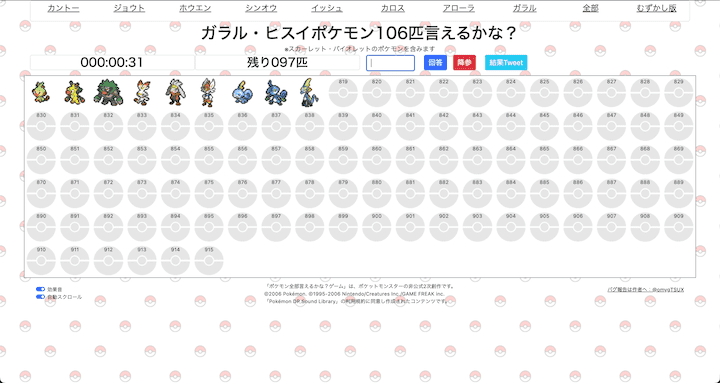 カントー ジョウト ホウエン シンオウ イッシュ カロス アローラ ガラル 全部 むずかし版
ガラル・ヒスイポケモン106匹言えるかな？
※スカーレット・バイオレットのポケモンを含みます
000:00:31 残り097匹 回答 降参 結果Tweet
819 820 821 822 823 824 825 826 827 828 829
830 831 832 833 834 835 836 837 838 839 840 841 842 843 844 845 846 847 848 849
850 851 852 853 854 855 856 857 858 859 860 861 862 863 864 865 866 867 868 869
870 871 872 873 874 875 876 877 878 879 880 881 882 883 884 885 886 887 888 889
890 891 892 893 894 895 896 897 898 899 900 901 902 903 904 905 906 907 908 909
910 911 912 913 914 915
効果音
自動スクロール
「ポケモン全部言えるかな？ゲーム」は、ポケットモンスターの非公式2次創作です。
©2006 Pokémon. ©1995-2006 Nintendo/Creatures Inc./GAME FREAK inc.
「Pokémon DP Sound Library」の利用規約に同意し作成されたコンテンツです。
バグ報告は作者へ：@omygTSUX